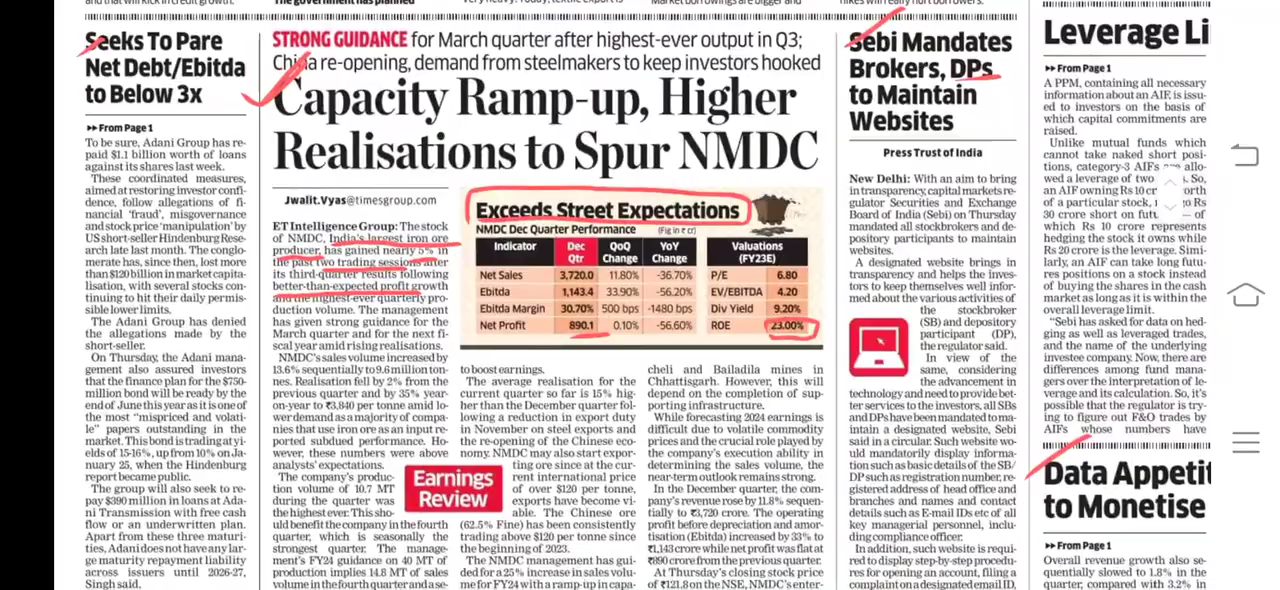 and that will kick in credit growth.
The government has planned
Market borrowings are bigger and
Seeks To Pare
Net Debt/Ebitda
to Below 3x
From Page 1
To be sure, Adani Group has re-
paid $1.1 billion worth of loans
against its shares last week.
These coordinated measures,
aimed at restoring investor confi-
dence, follow allegations of fi-
nancial ‘fraud’, misgovernance
and stock price ‘manipulation’ by
US short-seller Hindenburg Rese-
arch late last month. The conglo-
merate has, since then, lost more
than $120 billion in market capita-
lisation, with several stocks con-
tinuing to hit their daily permis-
sible lower limits.
The Adani Group has denied
the allegations made by the
short-seller.
On Thursday, the Adani mana-
gement also assured investors
that the finance plan for the $750-
million bond will be ready by the
end of June this year as it is one of
the most “mispriced and volati-
le” papers outstanding in the
market. This bond is trading at yi-
elds of 15-16%, up from 10% on Ja-
nuary 25, when the Hindenburg
report became public.
The group will also seek to re-
pay $390 million in loans at Ada-
ni Transmission with free cash
flow or an underwritten plan.
Apart from these three maturi-
ties, Adani does not have any lar-
ge maturity repayment liability
across issuers until 2026-27,
Singh said.
STRONG GUIDANCE for March quarter after highest-ever output in Q3;
China re-opening, demand from steelmakers to keep investors hooked
Capacity Ramp-up, Higher
Realisations to Spur NMDC
Jwalit.Vyas@timesgroup.com
ET Intelligence Group: The stock
of NMDC, India's largest iron ore
producer, has gained nearly 5% in
the past two trading sessions after
its third-quarter results following
better-than-expected profit growth
and the highest-ever quarterly pro-
duction volume. The management
has given strong guidance for the
March quarter and for the next fi-
scal year amid rising realisations.
NMDC's sales volume increased by
13.6% sequentially to 9.6 million ton-
nes. Realisation fell by 2% from the
previous quarter and by 35% year-
on-year to ₹3,840 per tonne amid lo-
wer demand as a majority of compa-
nies that use iron ore as an input re-
ported subdued performance. Ho-
wever, these numbers were above
analysts' expectations.
The company's produc-
tion volume of 10.7 MT
during the quarter was
the highest ever. This sho-
uld benefit the company in the fourth
quarter, which is seasonally the
strongest quarter. The manage-
ment's FY24 guidance on 40 MT of
production implies 14.8 MT of sales
volume in the fourth quarter and a se-
Exceeds Street Expectations
NMDC Dec Quarter Performance (Fig in ₹ cr)
Indicator Dec Qtr QoQ Change YoY Change
Net Sales 3,720.0 11.80% -36.70%
Ebitda 1,143.4 33.90% -56.20%
Ebitda Margin 30.70% 500 bps -1480 bps
Net Profit 890.1 0.10% -56.60%
Valuations (FY23E)
P/E 6.80
EV/EBITDA 4.20
Div Yield 9.20%
ROE 23.00%
Earnings
Review
to boost earnings.
The average realisation for the
current quarter so far is 15% hig-
her than the December quarter fol-
lowing a reduction in export duty
in November on steel exports and
the re-opening of the Chinese eco-
nomy. NMDC may also start expor-
ting ore since at the cur-
rent international price
of over $120 per tonne,
exports have become vi-
able. The Chinese ore
(62.5% Fine) has been consistently
trading above $120 per tonne since
the beginning of 2023.
The NMDC management has gui-
ded for a 25% increase in sales volu-
me for FY24 with a ramp-up in capa-
cheli and Bailadila mines in
Chhattisgarh. However, this will
depend on the completion of sup-
porting infrastructure.
While forecasting 2024 earnings is
difficult due to volatile commodity
prices and the crucial role played by
the company's execution ability in
determining the sales volume, the
near-term outlook remains strong.
In the December quarter, the com-
pany's revenue rose by 11.8% sequen-
tially to ₹3,720 crore. The operating
profit before depreciation and amor-
tisation (Ebitda) increased by 33% to
₹1,143 crore while net profit was flat at
₹890 crore from the previous quarter.
At Thursday's closing stock price
of ₹121.8 on the NSE, NMDC's enter-
Sebi Mandates
Brokers, DPs
to Maintain
Websites
Press Trust of India
New Delhi: With an aim to bring
in transparency, capital markets re-
gulator Securities and Exchange
Board of India (Sebi) on Thursday
mandated all stockbrokers and de-
pository participants to maintain
websites.
A designated website brings in
transparency and helps the inves-
tors to keep themselves well infor-
med about the various activities of
the stockbroker
(SB) and depository
participant (DP),
the regulator said.
In view of the
same, considering
the advancement in
technology and need to provide bet-
ter services to the investors, all SBs
and DPs have been mandated to ma-
intain a designated website, Sebi
said in a circular. Such website wo-
uld mandatorily display informa-
tion such as basic details of the SB/
DP such as registration number, re-
gistered address of head office and
branches and names and contact
details such as E-mail IDs etc of all
key managerial personnel, inclu-
ding compliance officer.
In addition, such website is requi-
red to display step-by-step procedu-
res for opening an account, filing a
complaint on a designated email ID,
Leverage Li
From Page 1
A PPM, containing all necessary
information about an AIF, is issu-
ed to investors on the basis of
which capital commitments are
raised.
Unlike mutual funds which
cannot take naked short posi-
tions, category-3 AIFs are allo-
wed a leverage of two So,
an AIF owning Rs 10 cr orth
of a particular stock, go Rs
30 crore short on futu of
which Rs 10 crore represents
hedging the stock it owns while
Rs 20 crore is the leverage. Simi-
larly, an AIF can take long futu-
res positions on a stock instead
of buying the shares in the cash
market as long as it is within the
overall leverage limit.
“Sebi has asked for data on hed-
ging as well as leveraged trades,
and the name of the underlying
investee company. Now, there are
differences among fund mana-
gers over the interpretation of le-
verage and its calculation. So, it's
possible that the regulator is try-
ing to figure out F&O trades by
AIFs whose numbers have
Data Appetit
to Monetise
From Page 1
Overall revenue growth also se-
quentially slowed to 1.8% in the
quarter, compared with 3.2% in